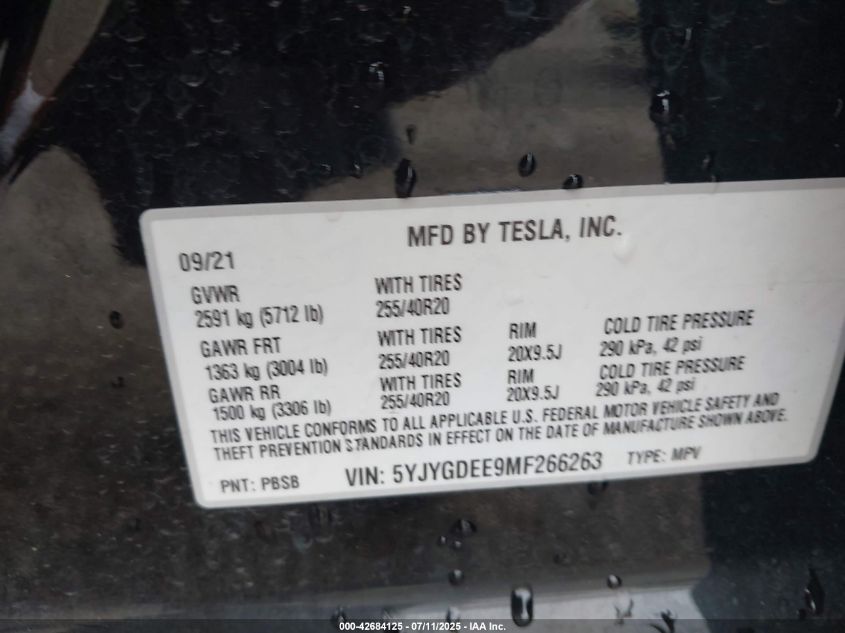 MFD BY TESLA, INC.
09/21
GVWR WITH TIRES
2591 kg (5712 lb) 255/40R20
GAWR FRT WITH TIRES RIM COLD TIRE PRESSURE
1363 kg (3004 lb) 255/40R20 20X9.5J 290 kPa, 42 psi
GAWR RR WITH TIRES RIM COLD TIRE PRESSURE
1500 kg (3306 lb) 255/40R20 20X9.5J 290 kPa, 42 psi
THIS VEHICLE CONFORMS TO ALL APPLICABLE U.S. FEDERAL MOTOR VEHICLE SAFETY AND
THEFT PREVENTION STANDARDS IN EFFECT ON THE DATE OF MANUFACTURE SHOWN ABOVE.
PNT: PBSB VIN: 5YJYGDEE9MF266263 TYPE: MPV
000-42684125 - 07/11/2025 - IAA Inc.